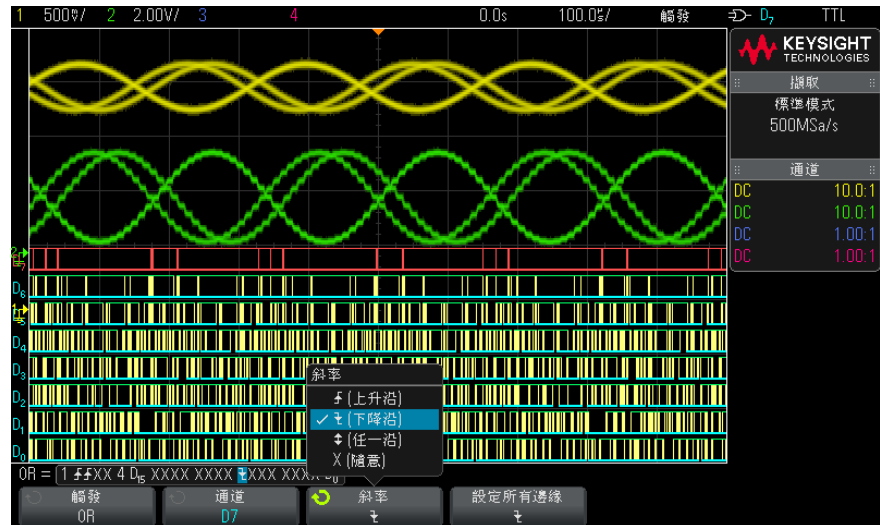 1 500♈/ 2 2.00V/ 3 4 0.0s 100.0㎲/ 觸發 D7 TTL
KEYSIGHT
TECHNOLOGIES
擷取
標準模式
500MSa/s
通道
DC 10.0:1
DC 10.0:1
DC 1.00:1
DC 1.00:1
D6
D4
D3
D2
D1
D0
斜率
(上升沿)
✓ (下降沿)
(任一沿)
X (隨意)
OR = 1 XX 4 D15 XXXX XXXX XXX
觸發 通道 斜率 設定所有邊緣
OR D7